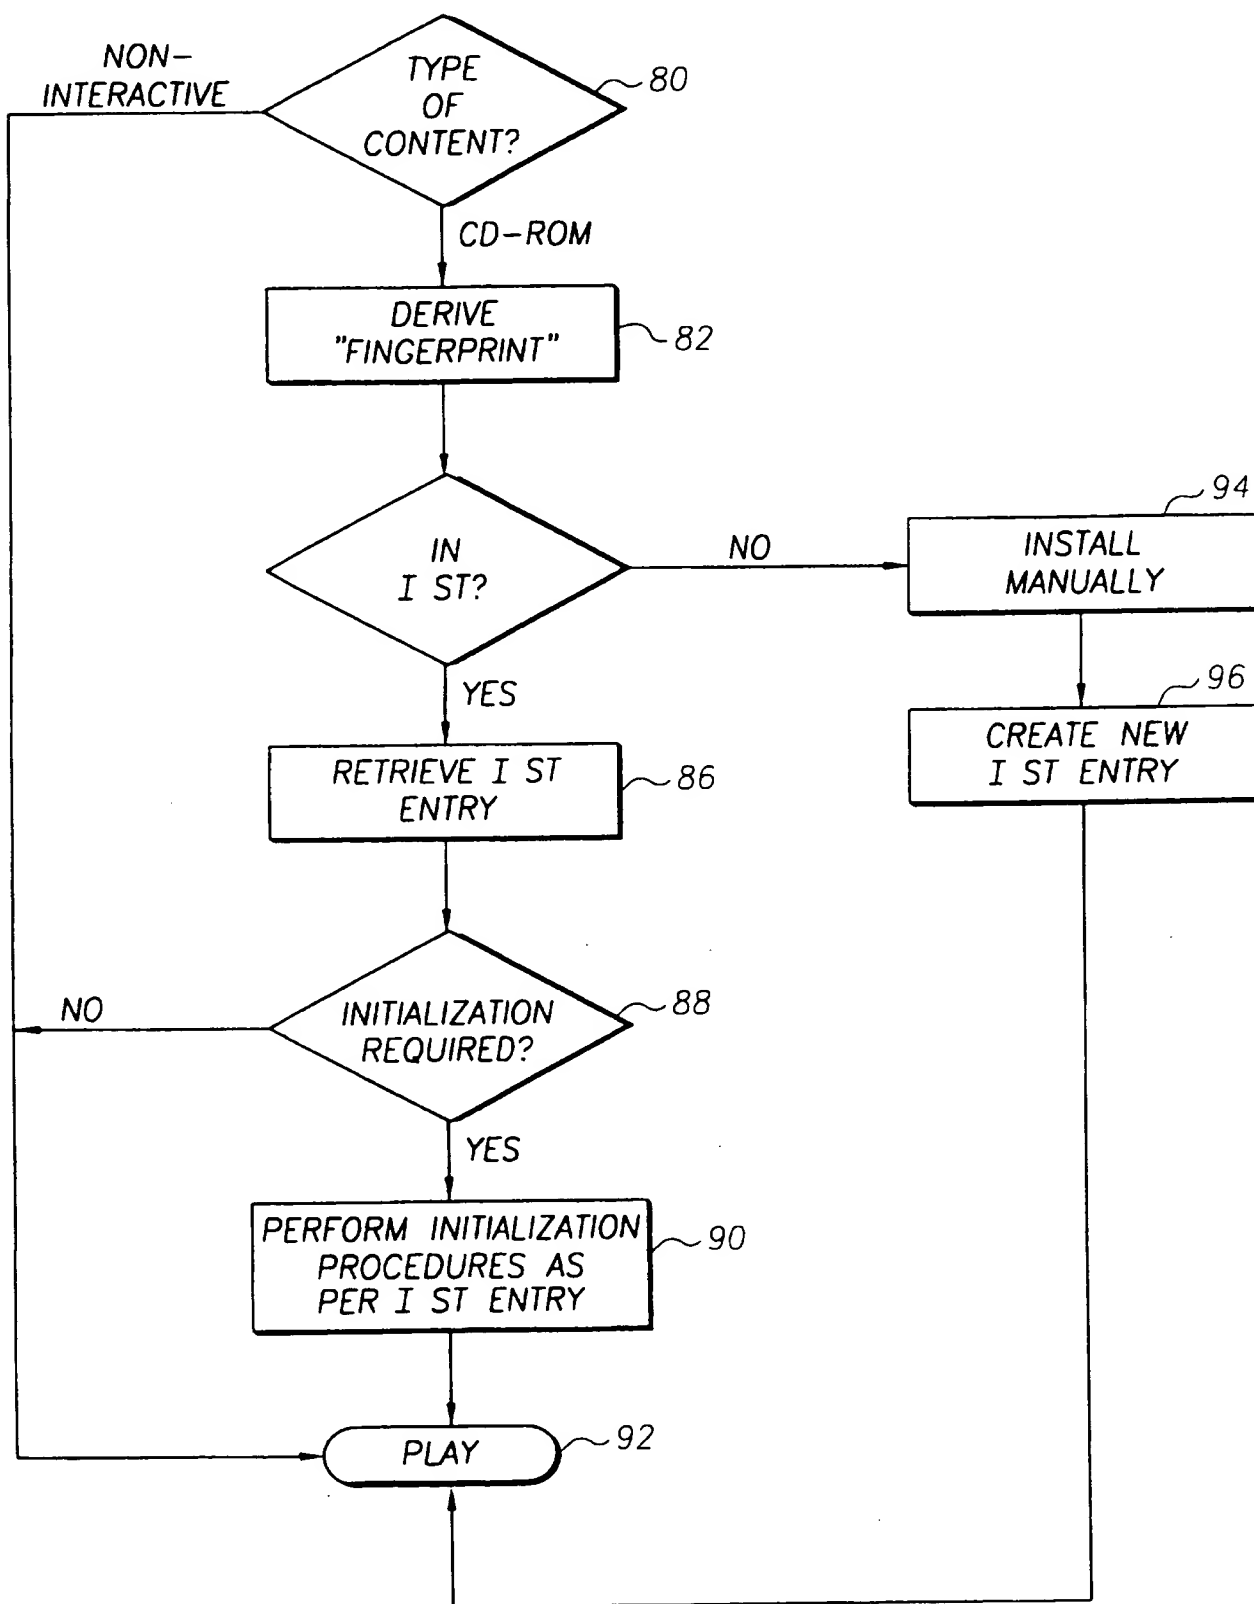 NON-
INTERACTIVE
TYPE
OF
CONTENT?
80
CD-ROM
DERIVE
"FINGERPRINT"
82
IN
I ST?
NO
94
INSTALL
MANUALLY
YES
96
CREATE NEW
I ST ENTRY
RETRIEVE I ST
ENTRY
86
NO
INITIALIZATION
REQUIRED?
88
YES
PERFORM INITIALIZATION
PROCEDURES AS
PER I ST ENTRY
90
PLAY
92